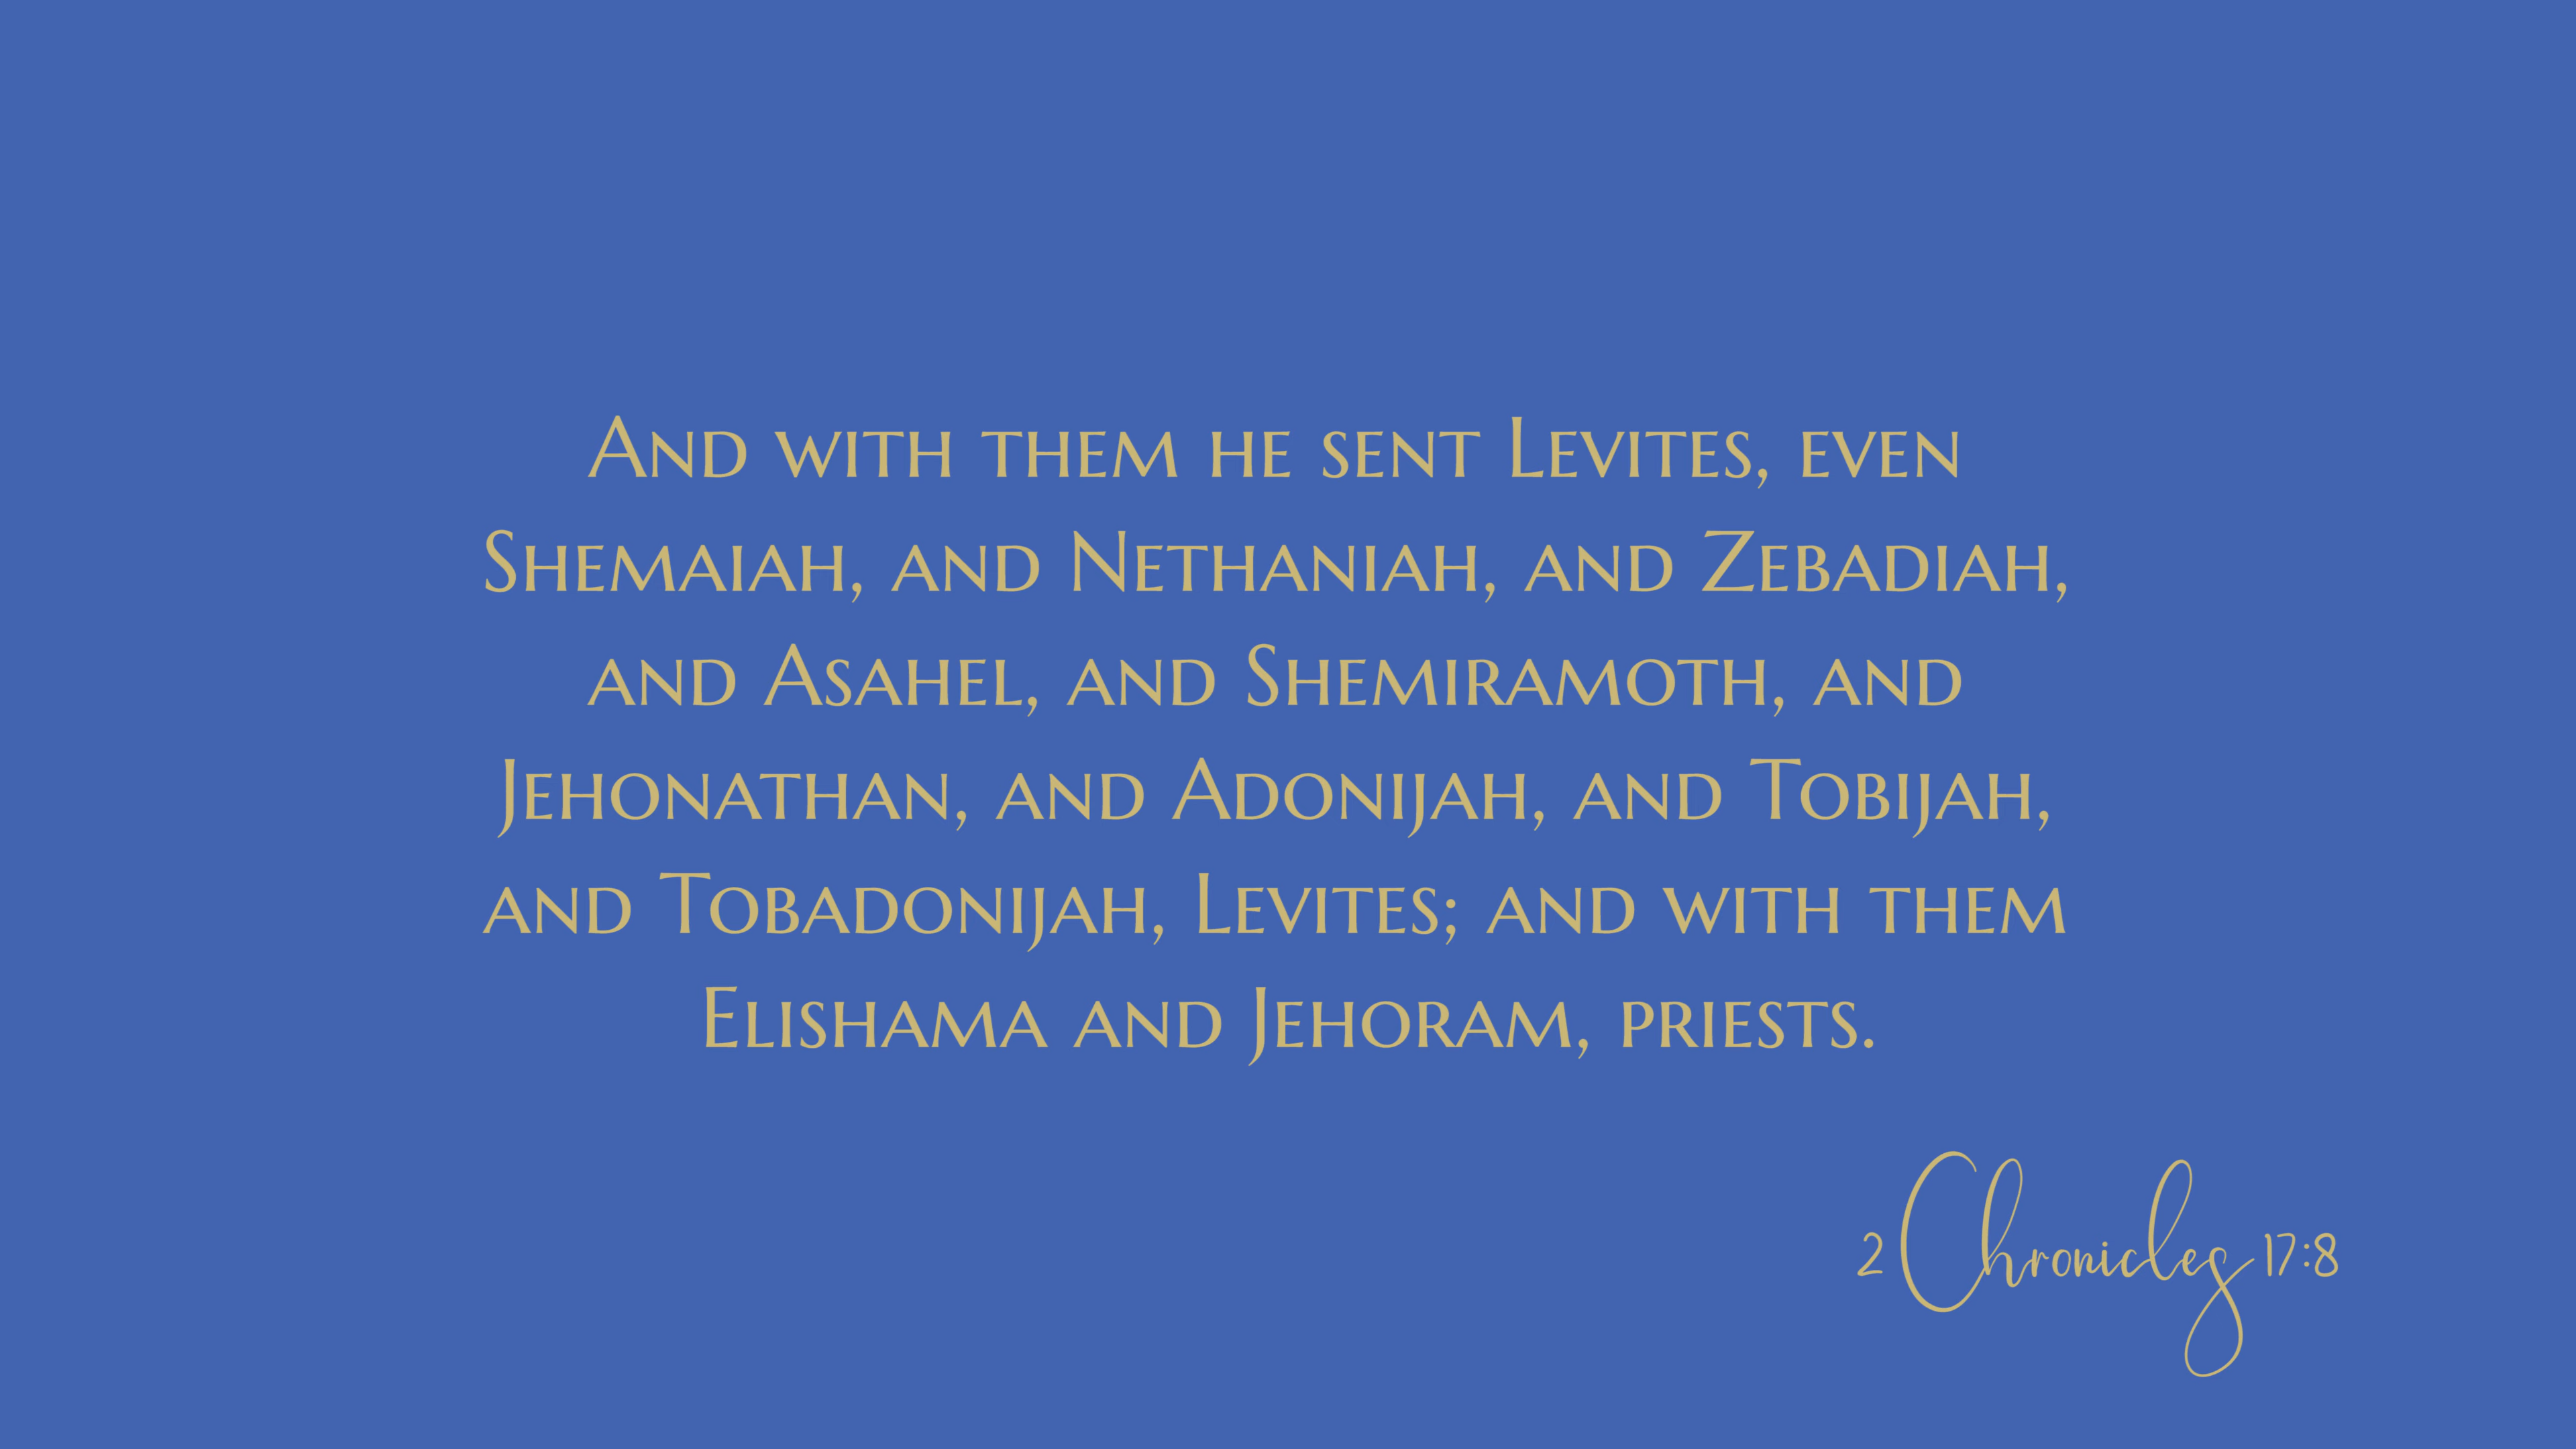 And with them he sent Levites, even
Shemaiah, and Nethaniah, and Zebadiah,
and Asahel, and Shemiramoth, and
Jehonathan, and Adonijah, and Tobijah,
and Tobadonijah, Levites; and with them
Elishama and Jehoram, priests.
2 Chronicles 17:8